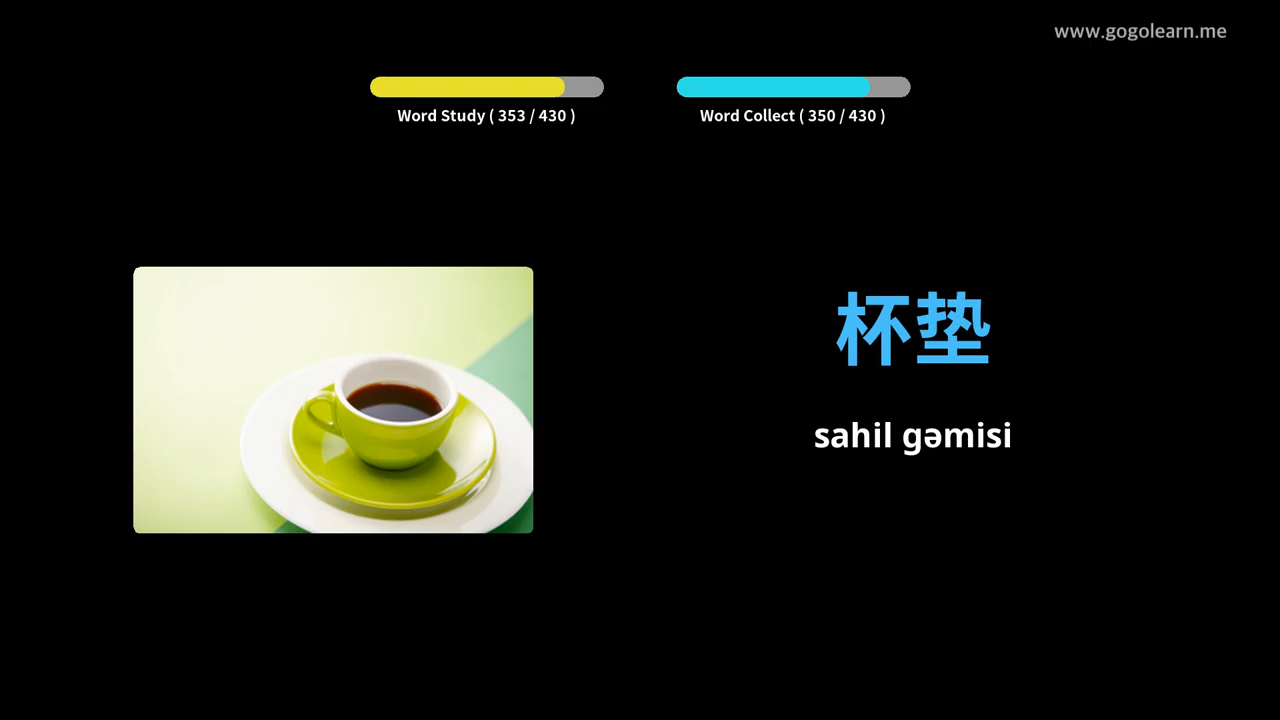 www.gogolearn.me
Word Study ( 353 / 430 )
Word Collect ( 350 / 430 )
杯垫
sahil gəmisi